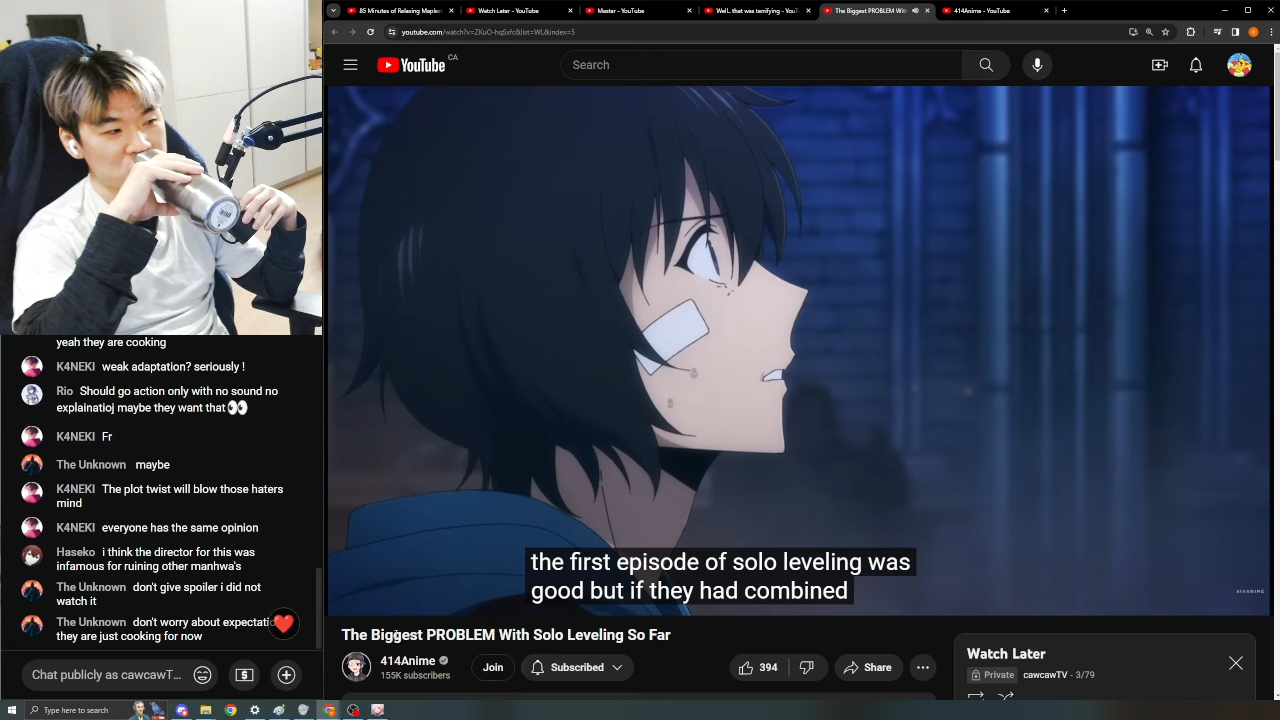 85 Minutes of Relaxing Maplew
Watch Later - YouTube
Master - YouTube
Well, that was terrifying - YouT
The Biggest PROBLEM With
414Anime - YouTube
youtube.com/watch?v=ZKuO-hqSxfc&list=WL&index=5
YouTube CA
Search
yeah they are cooking
K4NEKI weak adaptation? seriously !
Rio Should go action only with no sound no
explainatioj maybe they want that
K4NEKI Fr
The Unknown maybe
K4NEKI The plot twist will blow those haters
mind
K4NEKI everyone has the same opinion
Haseko i think the director for this was
infamous for ruining other manhwa's
The Unknown don't give spoiler i did not
watch it
The Unknown don't worry about expectatio
they are just cooking for now
Chat publicly as cawcawT...
the first episode of solo leveling was
good but if they had combined
414ANIME
The Biggest PROBLEM With Solo Leveling So Far
414Anime
155K subscribers
Join
Subscribed
394
Share
Watch Later
Private cawcawTV - 3/79
Type here to search